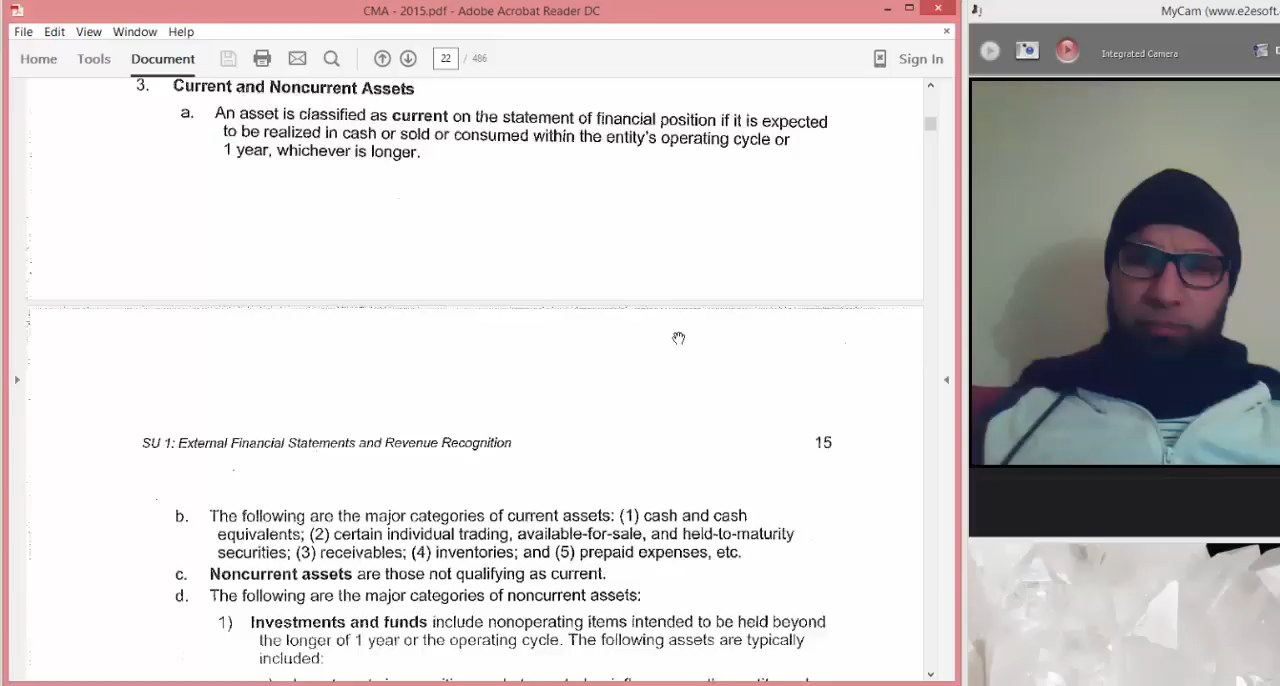 CMA - 2015.pdf - Adobe Acrobat Reader DC
MyCam (www.e2esoft.
File Edit View Window Help
Home Tools Document 22 / 486 Sign In
Integrated Camera
3. Current and Noncurrent Assets
a. An asset is classified as current on the statement of financial position if it is expected
to be realized in cash or sold or consumed within the entity's operating cycle or
1 year, whichever is longer.
SU 1: External Financial Statements and Revenue Recognition 15
b. The following are the major categories of current assets: (1) cash and cash
equivalents; (2) certain individual trading, available-for-sale, and held-to-maturity
securities; (3) receivables; (4) inventories; and (5) prepaid expenses, etc.
c. Noncurrent assets are those not qualifying as current.
d. The following are the major categories of noncurrent assets:
1) Investments and funds include nonoperating items intended to be held beyond
the longer of 1 year or the operating cycle. The following assets are typically
included: